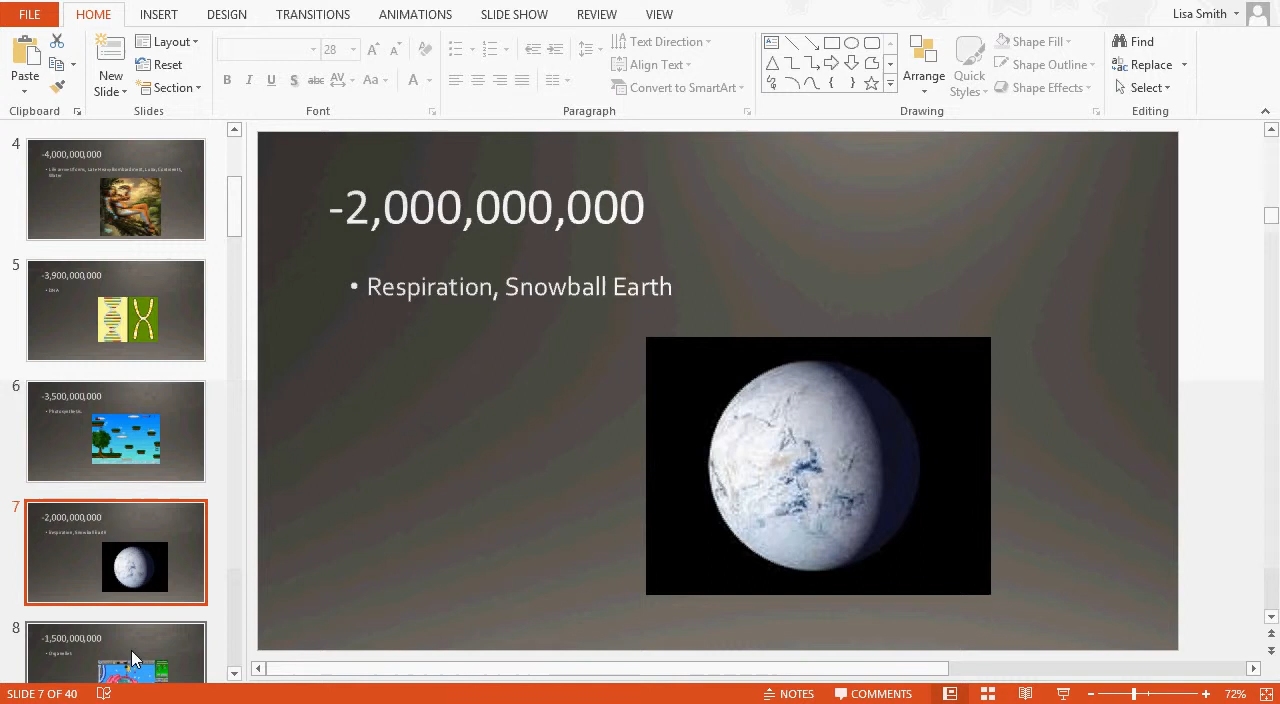 FILE HOME INSERT DESIGN TRANSITIONS ANIMATIONS SLIDE SHOW REVIEW VIEW Lisa Smith
Paste
New Slide
Layout
Reset
Section
28
B I U S abc AV Aa A
Text Direction
Align Text
Convert to SmartArt
Arrange
Quick Styles
Shape Fill
Shape Outline
Shape Effects
Find
Replace
Select
Clipboard Slides Font Paragraph Drawing Editing
4
-4,000,000,000
5
-3,900,000,000
• DNA
6
-3,500,000,000
• Photosynthesis
7
-2,000,000,000
• Respiration, Snowball Earth
8
-1,500,000,000
• Organelles
-2,000,000,000
• Respiration, Snowball Earth
SLIDE 7 OF 40 NOTES COMMENTS 72%